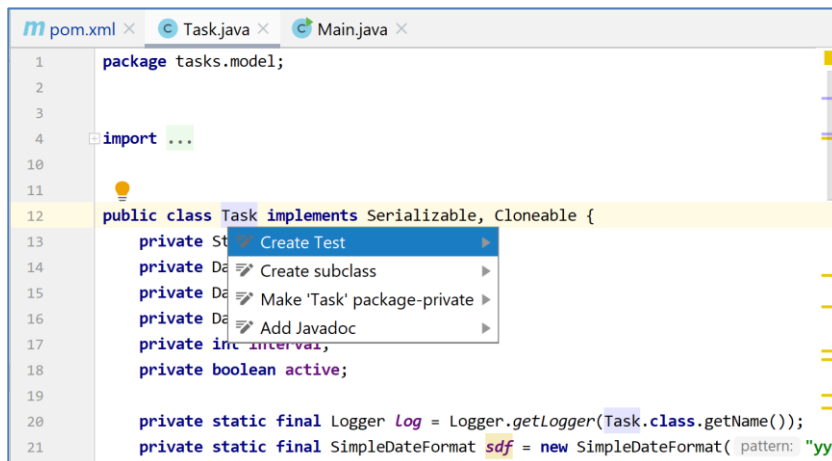 m pom.xml × C Task.java × C Main.java ×
1 package tasks.model;
2
3
4 import ...
10
11
12 public class Task implements Serializable, Cloneable {
13 private St Create Test
14 private Da Create subclass
15 private Da Make 'Task' package-private
16 private Da Add Javadoc
17 private int interval;
18 private boolean active;
19
20 private static final Logger log = Logger.getLogger(Task.class.getName());
21 private static final SimpleDateFormat sdf = new SimpleDateFormat( pattern: "yy